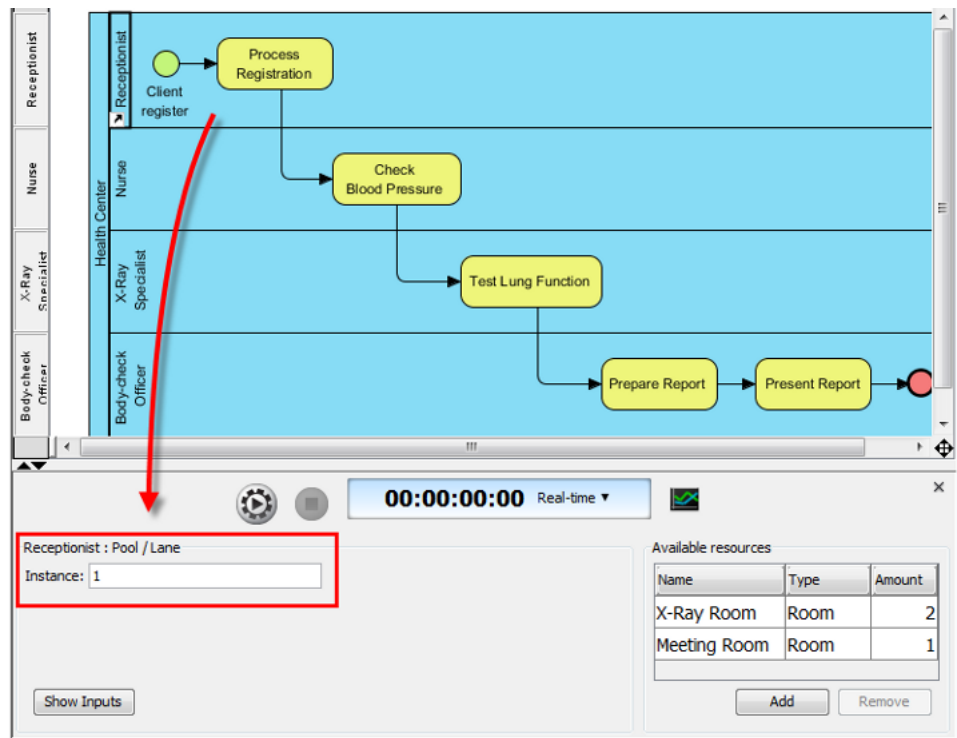 Receptionist
Nurse
X-Ray
Specialist
Body-check
Officer
Health Center
Receptionist
Client
register
Process
Registration
Nurse
Check
Blood Pressure
X-Ray
Specialist
Test Lung Function
Body-check
Officer
Prepare Report
Present Report
00:00:00:00 Real-time
Receptionist : Pool / Lane
Instance: 1
Show Inputs
Available resources
Name Type Amount
X-Ray Room Room 2
Meeting Room Room 1
Add Remove